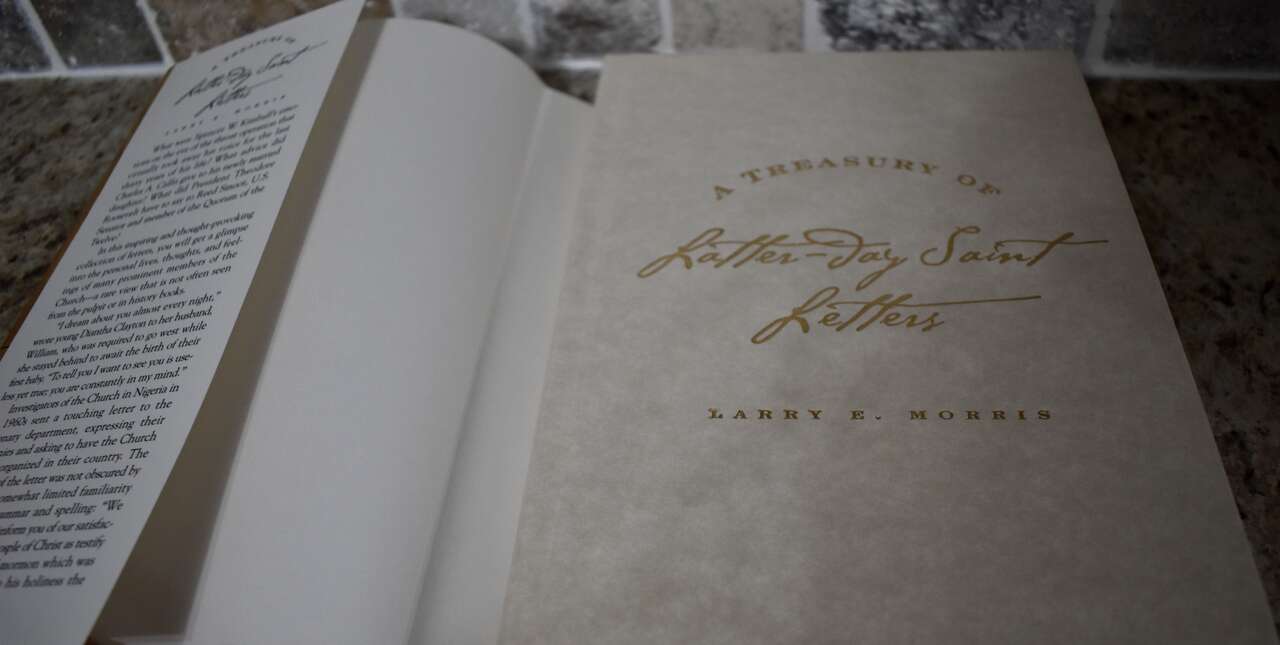 A TREASURY OF
Latter-day Saint
Letters
LARRY E. MORRIS
What were Spencer W. Kimball's emo-
tions on the eve of the throat operation that
virtually took away his voice for the last
thirty years of his life? What advice did
Charles A. Callis give to his newly married
daughter? What did President Theodore
Roosevelt have to say to Reed Smoot, U.S.
Senator and member of the Quorum of the
Twelve?
In this inspiring and thought-provoking
collection of letters, you will get a glimpse
into the personal lives, thoughts, and feel-
ings of many prominent members of the
Church—a rare view that is not often seen
from the pulpit or in history books.
"I dream about you almost every night,"
wrote young Diantha Clayton to her husband,
William, who was required to go west while
she stayed behind to await the birth of their
first baby. "To tell you I want to see you is use-
less yet true; you are constantly in my mind."
Investigators of the Church in Nigeria in
1960s sent a touching letter to the
department, expressing their
and asking to have the Church
organized in their country. The
of the letter was not obscured by
somewhat limited familiarity
and spelling: "We
inform you of our satisfac-
of Christ as testify
mormon which was
his holiness the
A TREASURY OF
Latter-day Saint
Letters
LARRY E. MORRIS